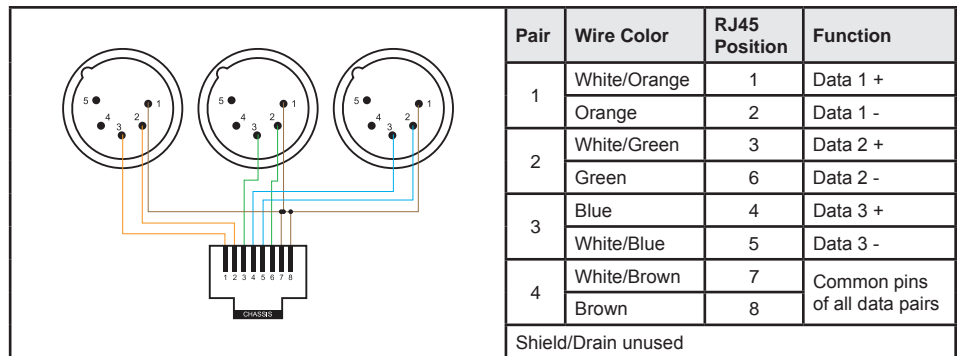 5 1 4 2 3
5 1 4 2 3
5 1 4 2 3
1 2 3 4 5 6 7 8
CHASSIS
Pair Wire Color RJ45 Position Function
1 White/Orange 1 Data 1 +
Orange 2 Data 1 -
2 White/Green 3 Data 2 +
Green 6 Data 2 -
3 Blue 4 Data 3 +
White/Blue 5 Data 3 -
4 White/Brown 7 Common pins of all data pairs
Brown 8
Shield/Drain unused